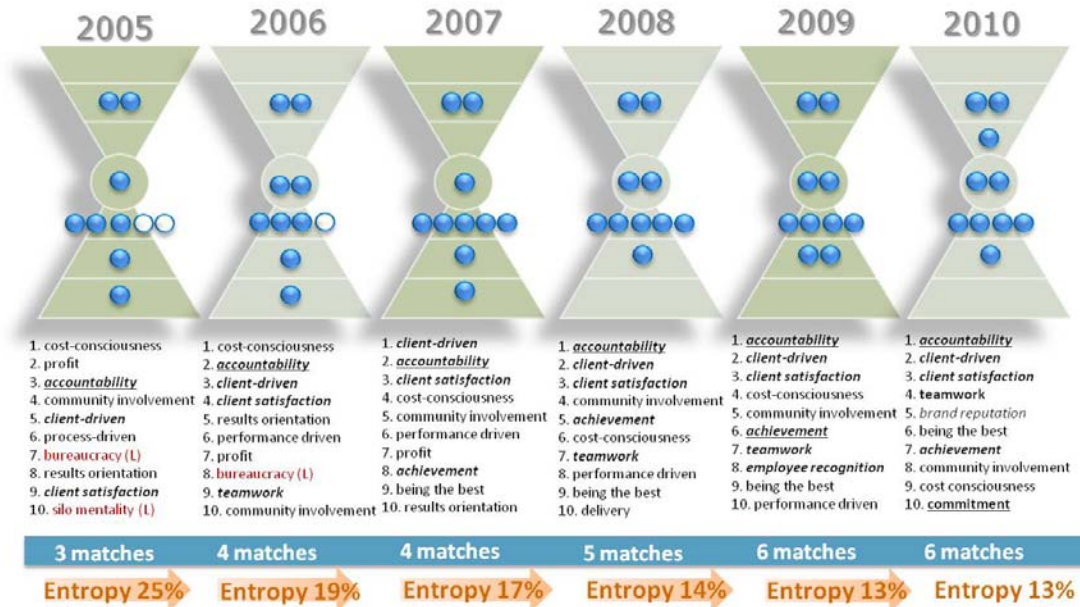 2005
2006
2007
2008
2009
2010
1. cost-consciousness
2. profit
3. accountability
4. community involvement
5. client-driven
6. process-driven
7. bureaucracy (L)
8. results orientation
9. client satisfaction
10. silo mentality (L)
1. cost-consciousness
2. accountability
3. client-driven
4. client satisfaction
5. results orientation
6. performance driven
7. profit
8. bureaucracy (L)
9. teamwork
10. community involvement
1. client-driven
2. accountability
3. client satisfaction
4. cost-consciousness
5. community involvement
6. performance driven
7. profit
8. achievement
9. being the best
10. results orientation
1. accountability
2. client-driven
3. client satisfaction
4. community involvement
5. achievement
6. cost-consciousness
7. teamwork
8. performance driven
9. being the best
10. delivery
1. accountability
2. client-driven
3. client satisfaction
4. cost-consciousness
5. community involvement
6. achievement
7. teamwork
8. employee recognition
9. being the best
10. performance driven
1. accountability
2. client-driven
3. client satisfaction
4. teamwork
5. brand reputation
6. being the best
7. achievement
8. community involvement
9. cost consciousness
10. commitment
3 matches
4 matches
4 matches
5 matches
6 matches
6 matches
Entropy 25%
Entropy 19%
Entropy 17%
Entropy 14%
Entropy 13%
Entropy 13%